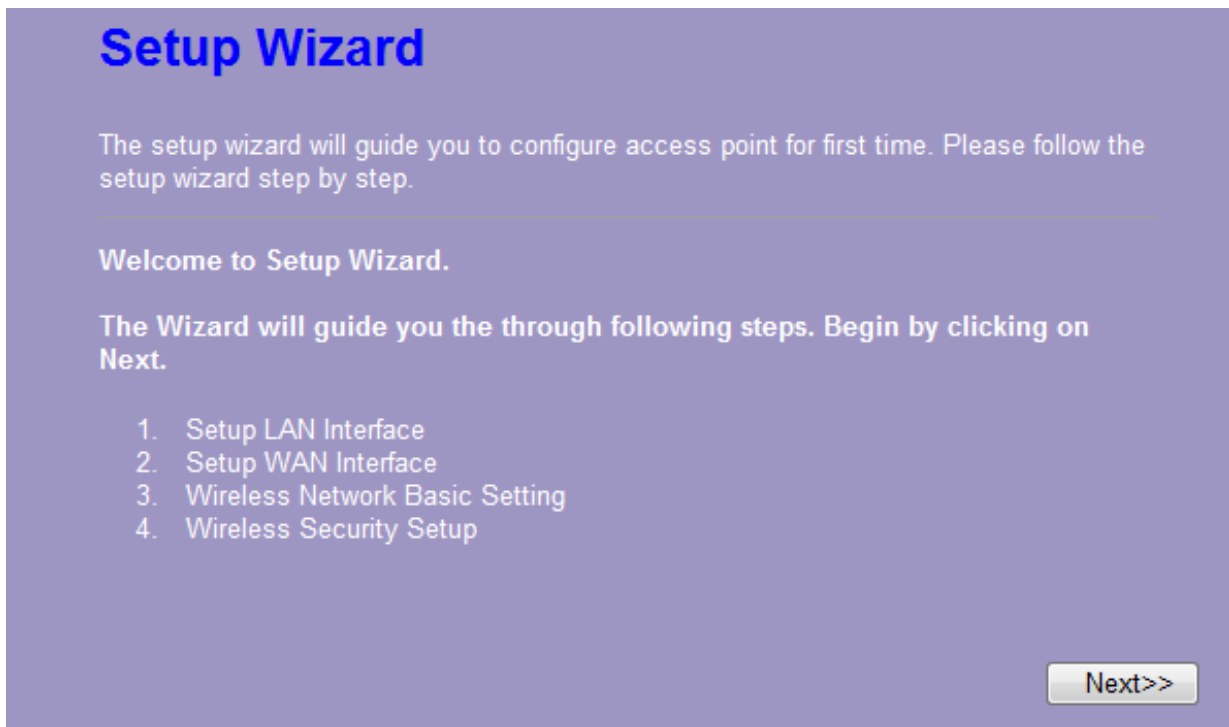 Setup Wizard
The setup wizard will guide you to configure access point for first time. Please follow the
setup wizard step by step.
Welcome to Setup Wizard.
The Wizard will guide you the through following steps. Begin by clicking on
Next.
1. Setup LAN Interface
2. Setup WAN Interface
3. Wireless Network Basic Setting
4. Wireless Security Setup
Next>>